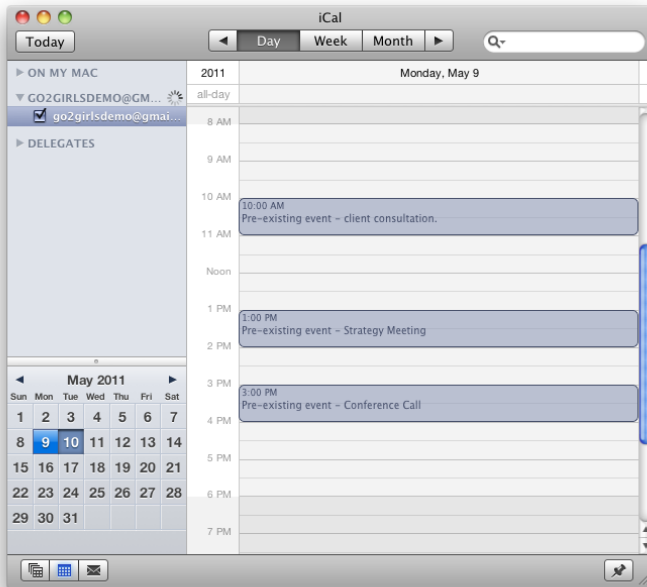 iCal
Today
Day Week Month
ON MY MAC
GO2GIRLSDEMO@GM...
go2girlsdemo@gmai...
DELEGATES
2011 Monday, May 9
all-day
8 AM
9 AM
10 AM
10:00 AM
Pre-existing event – client consultation.
11 AM
Noon
1 PM
1:00 PM
Pre-existing event – Strategy Meeting
2 PM
3 PM
3:00 PM
Pre-existing event – Conference Call
4 PM
5 PM
6 PM
7 PM
May 2011
Sun Mon Tue Wed Thu Fri Sat
1 2 3 4 5 6 7
8 9 10 11 12 13 14
15 16 17 18 19 20 21
22 23 24 25 26 27 28
29 30 31